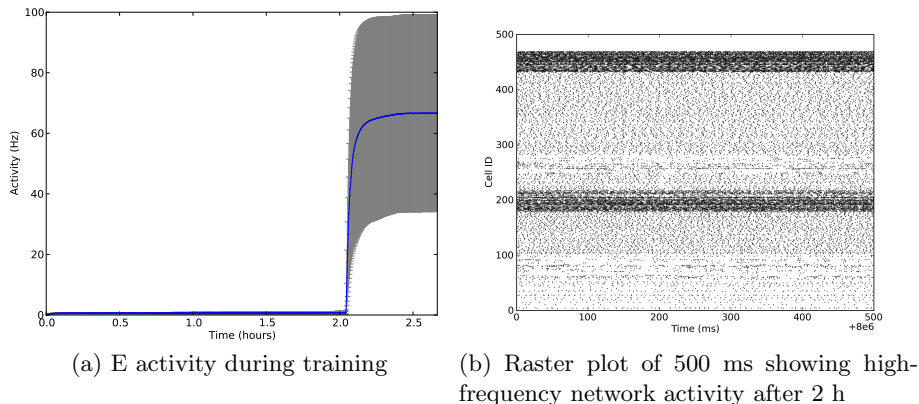 100
80
60
40
20
0
Activity (Hz)
0.0 0.5 1.0 1.5 2.0 2.5
Time (hours)
(a) E activity during training
500
400
300
200
100
0
Cell ID
0 100 200 300 400 500
Time (ms)
+8e6
(b) Raster plot of 500 ms showing high-
frequency network activity after 2 h